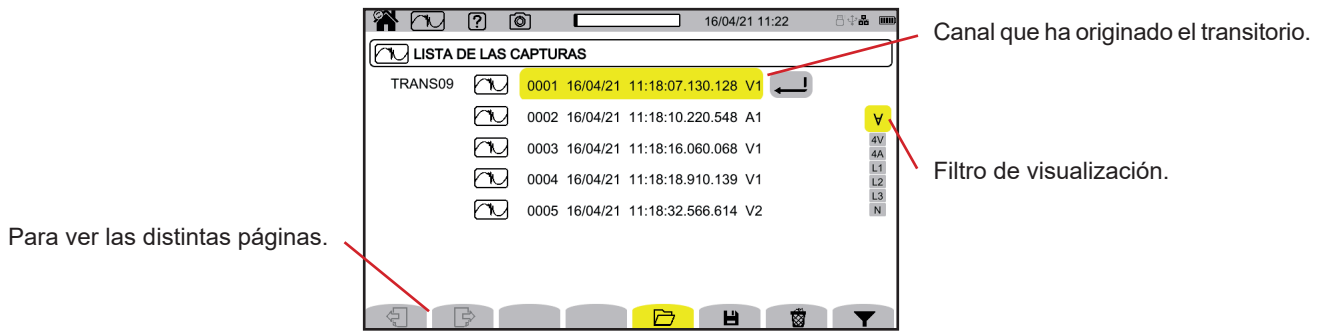 16/04/21 11:22
LISTA DE LAS CAPTURAS
Canal que ha originado el transitorio.
TRANS09
0001 16/04/21 11:18:07.130.128 V1
0002 16/04/21 11:18:10.220.548 A1
0003 16/04/21 11:18:16.060.068 V1
0004 16/04/21 11:18:18.910.139 V1
0005 16/04/21 11:18:32.566.614 V2
∀
4V
4A
L1
L2
L3
N
Filtro de visualización.
Para ver las distintas páginas.